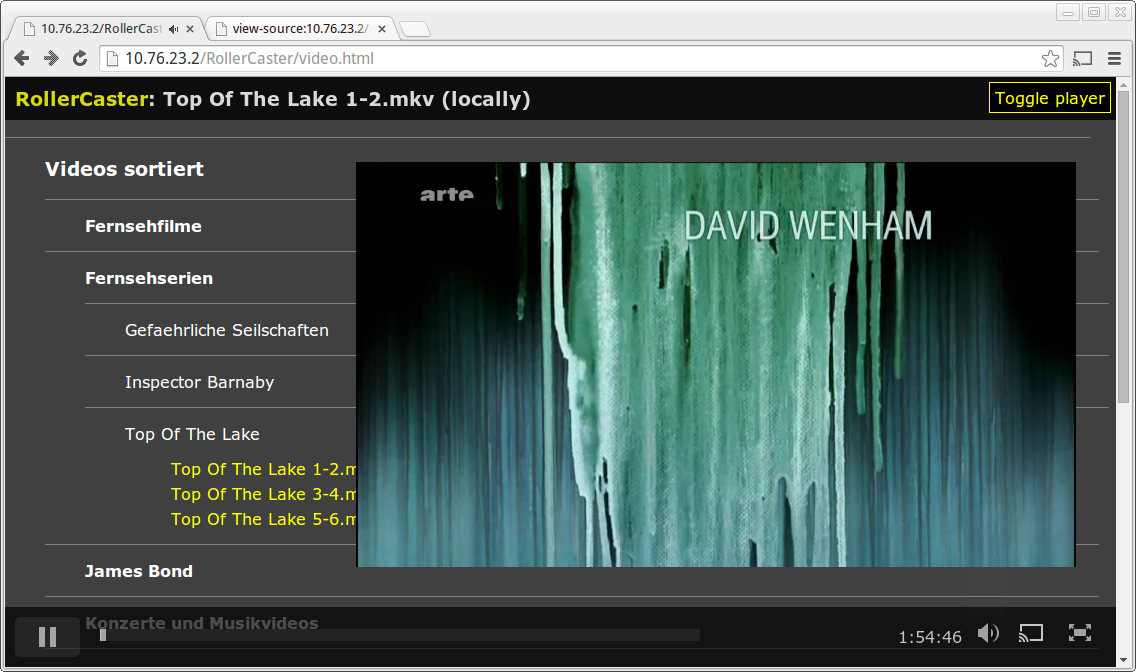 10.76.23.2/RollerCast
view-source:10.76.23.2/
10.76.23.2/RollerCaster/video.html
RollerCaster: Top Of The Lake 1-2.mkv (locally)
Toggle player
Videos sortiert
arte
DAVID WENHAM
Fernsehfilme
Fernsehserien
Gefaehrliche Seilschaften
Inspector Barnaby
Top Of The Lake
Top Of The Lake 1-2.m
Top Of The Lake 3-4.m
Top Of The Lake 5-6.m
James Bond
Konzerte und Musikvideos
1:54:46